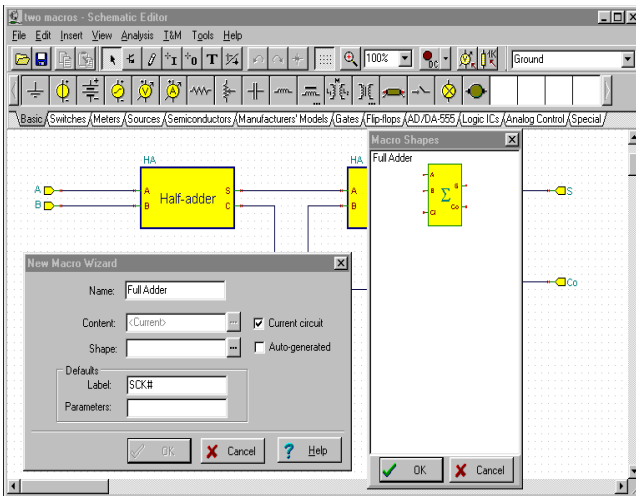 two macros - Schematic Editor
File Edit Insert View Analysis T&M Tools Help
T 100% DC Ground
V A M
Basic Switches Meters Sources Semiconductors Manufacturers' Models Gates Flip-flops AD/DA-555 Logic ICs Analog Control Special
Macro Shapes
Full Adder
A
B
CI
Σ
S
Co
OK Cancel
HA
HA
A
B
A
B
Half-adder
S
C
A
B
S
Co
New Macro Wizard
Name: Full Adder
Content: <Current> ... Current circuit
Shape: ... Auto-generated
Defaults
Label: SCK#
Parameters:
OK Cancel ? Help